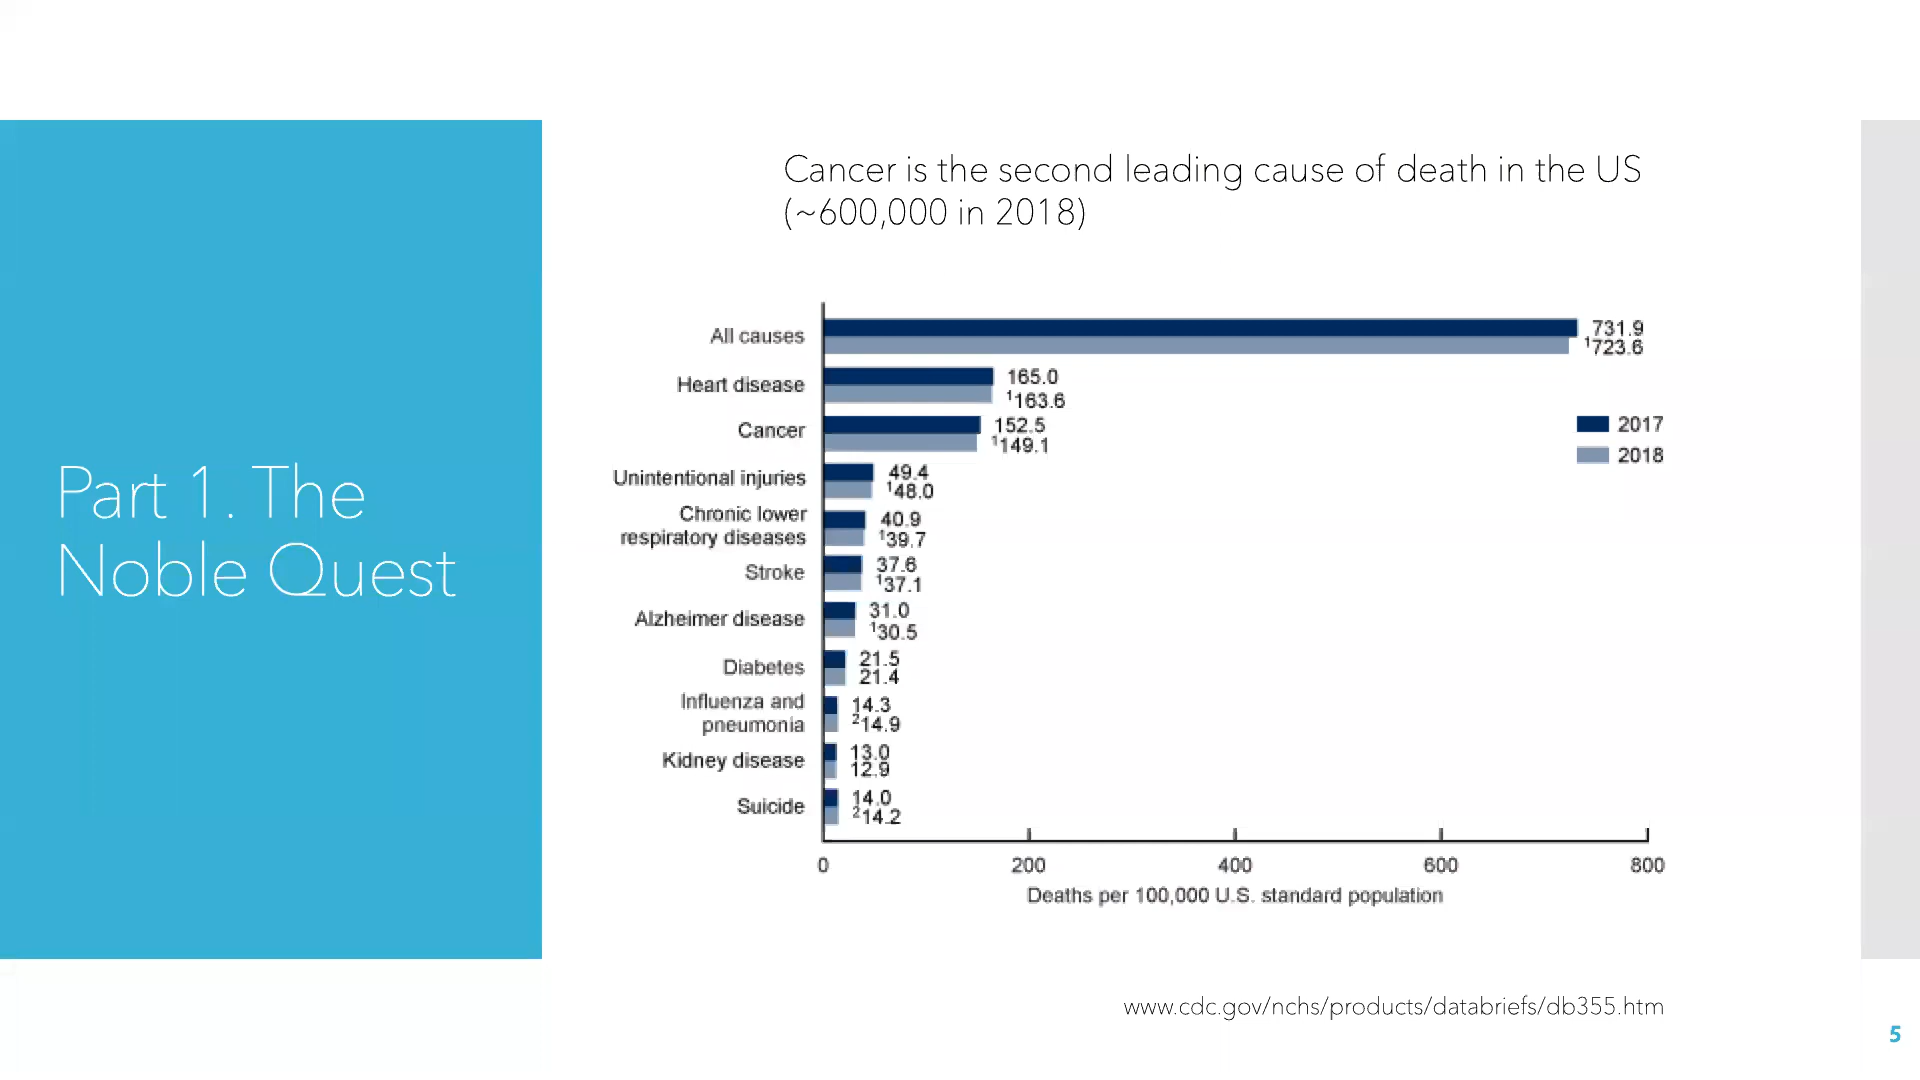 Part 1. The
Noble Quest
Cancer is the second leading cause of death in the US
(~600,000 in 2018)
All causes
731.9
¹723.6
Heart disease
165.0
¹163.6
Cancer
152.5
¹149.1
Unintentional injuries
49.4
¹48.0
Chronic lower
respiratory diseases
40.9
¹39.7
Stroke
37.6
¹37.1
Alzheimer disease
31.0
¹30.5
Diabetes
21.5
21.4
Influenza and
pneumonia
14.3
²14.9
Kidney disease
13.0
12.9
Suicide
14.0
²14.2
2017
2018
0 200 400 600 800
Deaths per 100,000 U.S. standard population
www.cdc.gov/nchs/products/databriefs/db355.htm
5